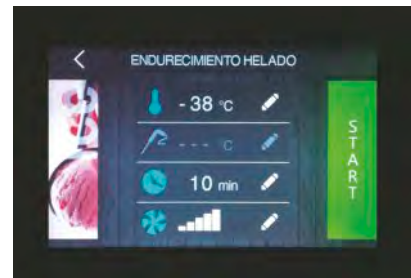 ENDURECIMIENTO HELADO
- 38 °C
- - - °C
10 min
START